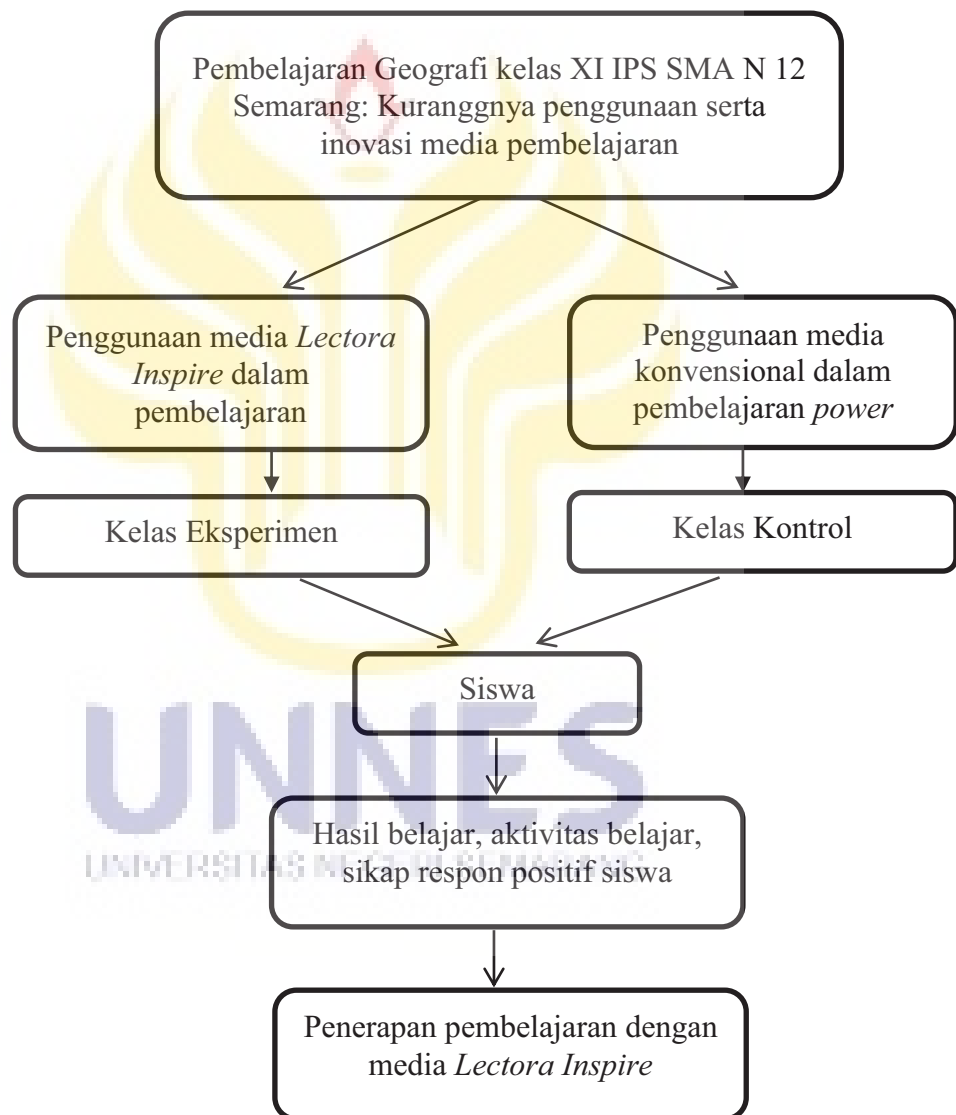 Pembelajaran Geografi kelas XI IPS SMA N 12
Semarang: Kuranggnya penggunaan serta
inovasi media pembelajaran
Penggunaan media Lectora
Inspire dalam
pembelajaran
Penggunaan media
konvensional dalam
pembelajaran power
Kelas Eksperimen
Kelas Kontrol
Siswa
UNNES
Hasil belajar, aktivitas belajar,
sikap respon positif siswa
UNIVERSITAS NEGERI SEMARANG
Penerapan pembelajaran dengan
media Lectora Inspire